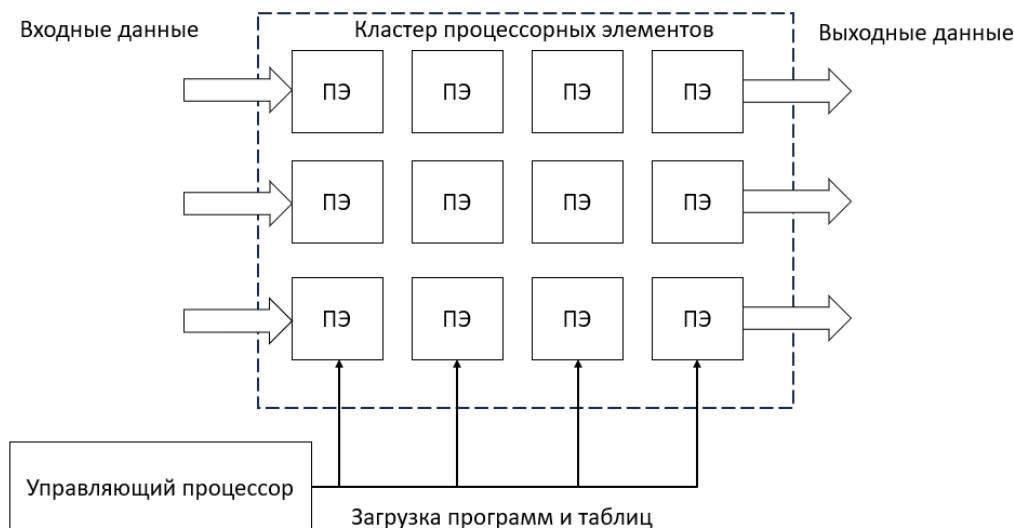 Входные данные
Кластер процессорных элементов
Выходные данные
ПЭ ПЭ ПЭ ПЭ
ПЭ ПЭ ПЭ ПЭ
ПЭ ПЭ ПЭ ПЭ
Управляющий процессор
Загрузка программ и таблиц